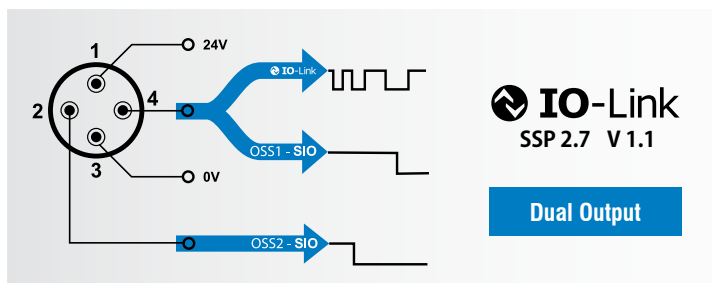 1
24V
IO-Link
2
4
IO-Link
SSP 2.7 V 1.1
OSS1 - SIO
3
0V
Dual Output
OSS2 - SIO